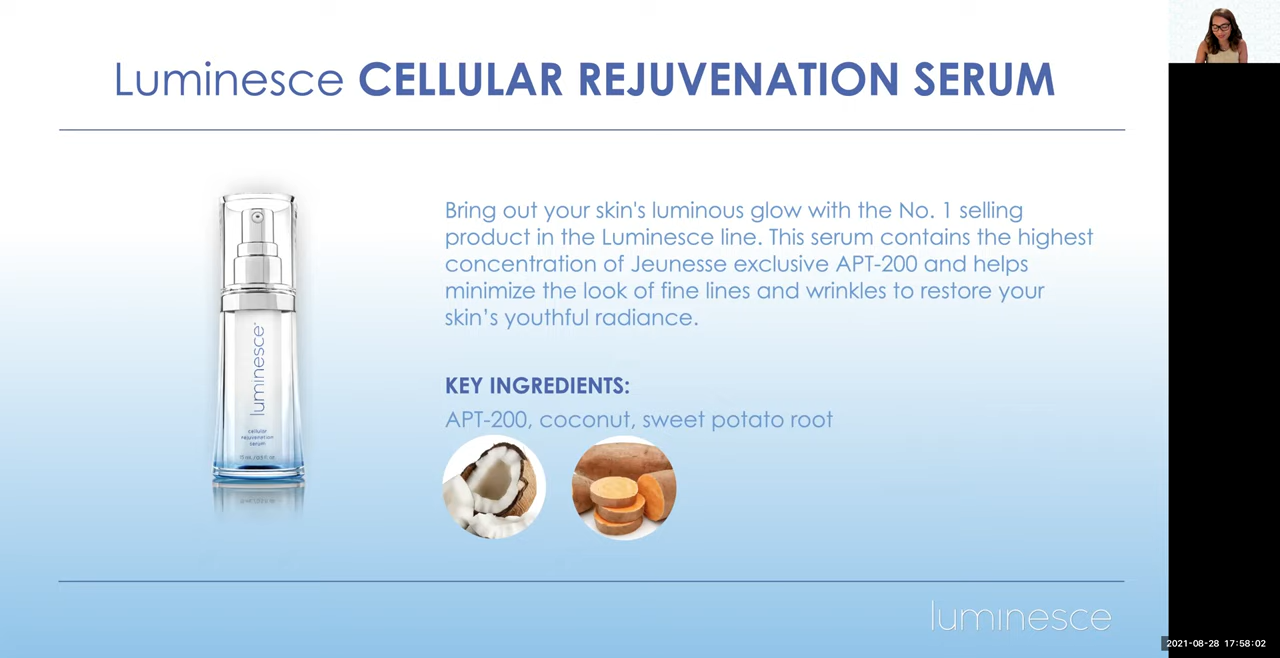 Luminesce CELLULAR REJUVENATION SERUM
Bring out your skin's luminous glow with the No. 1 selling
product in the Luminesce line. This serum contains the highest
concentration of Jeunesse exclusive APT-200 and helps
minimize the look of fine lines and wrinkles to restore your
skin’s youthful radiance.
KEY INGREDIENTS:
APT-200, coconut, sweet potato root
luminesce
cellular
rejuvenation
serum
luminesce
2021-08-28 17:58:02